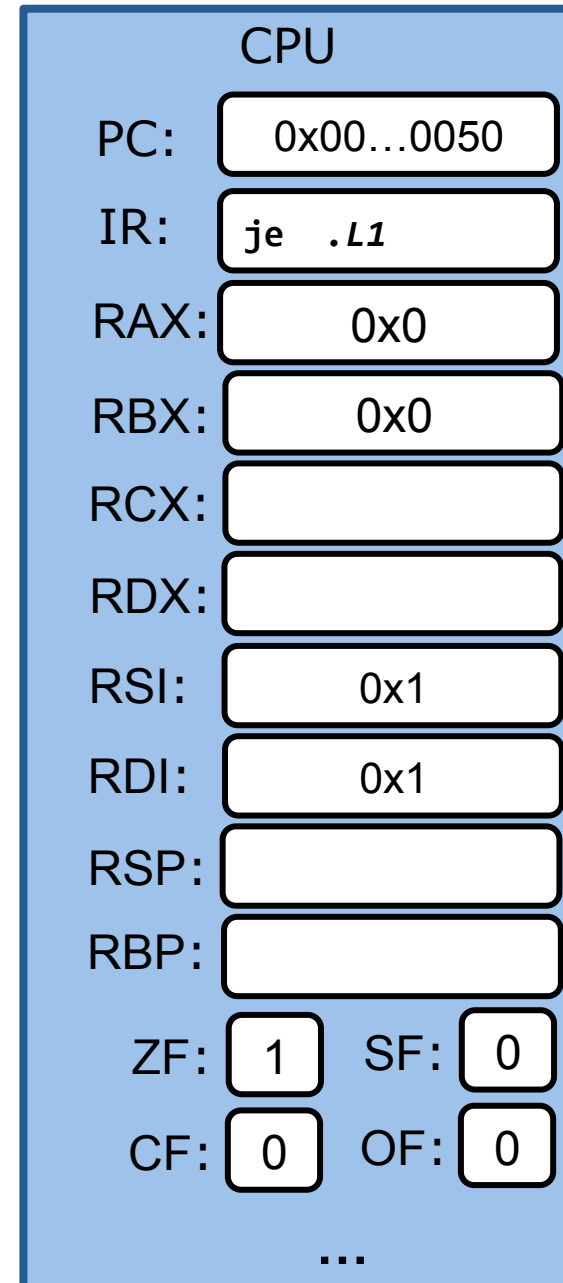 CPU
PC: 0x00…0050
IR: je .L1
RAX: 0x0
RBX: 0x0
RCX:
RDX:
RSI: 0x1
RDI: 0x1
RSP:
RBP:
ZF: 1 SF: 0
CF: 0 OF: 0
…